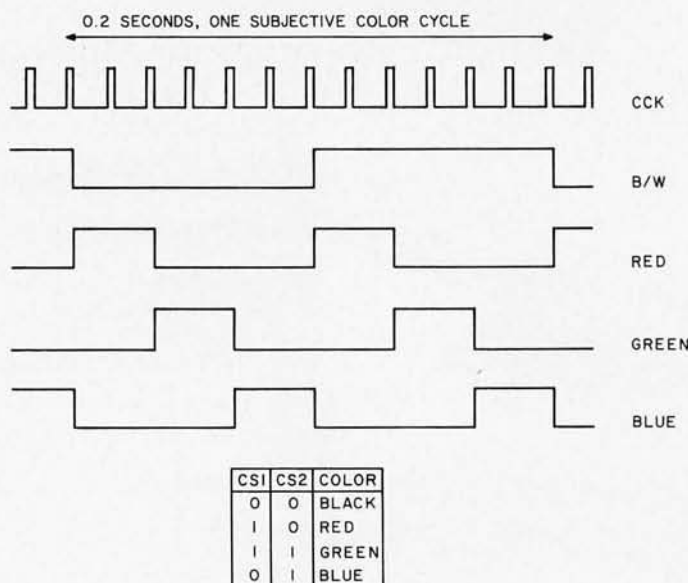 0.2 SECONDS, ONE SUBJECTIVE COLOR CYCLE
CCK
B/W
RED
GREEN
BLUE
CS1 CS2 COLOR
0 0 BLACK
1 0 RED
1 1 GREEN
0 1 BLUE